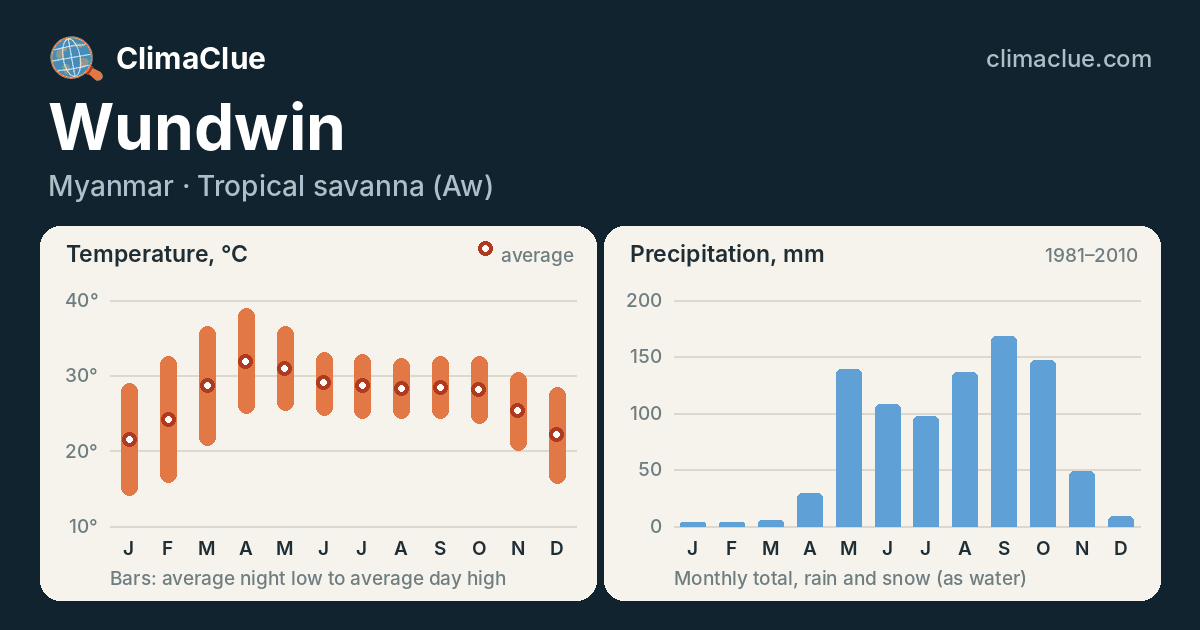 ClimaClue
climaclue.com
Wundwin
Myanmar · Tropical savanna (Aw)
Temperature, °C
average
40°
30°
20°
10°
J F M A M J J A S O N D
Bars: average night low to average day high
Precipitation, mm
1981–2010
200
150
100
50
0
J F M A M J J A S O N D
Monthly total, rain and snow (as water)